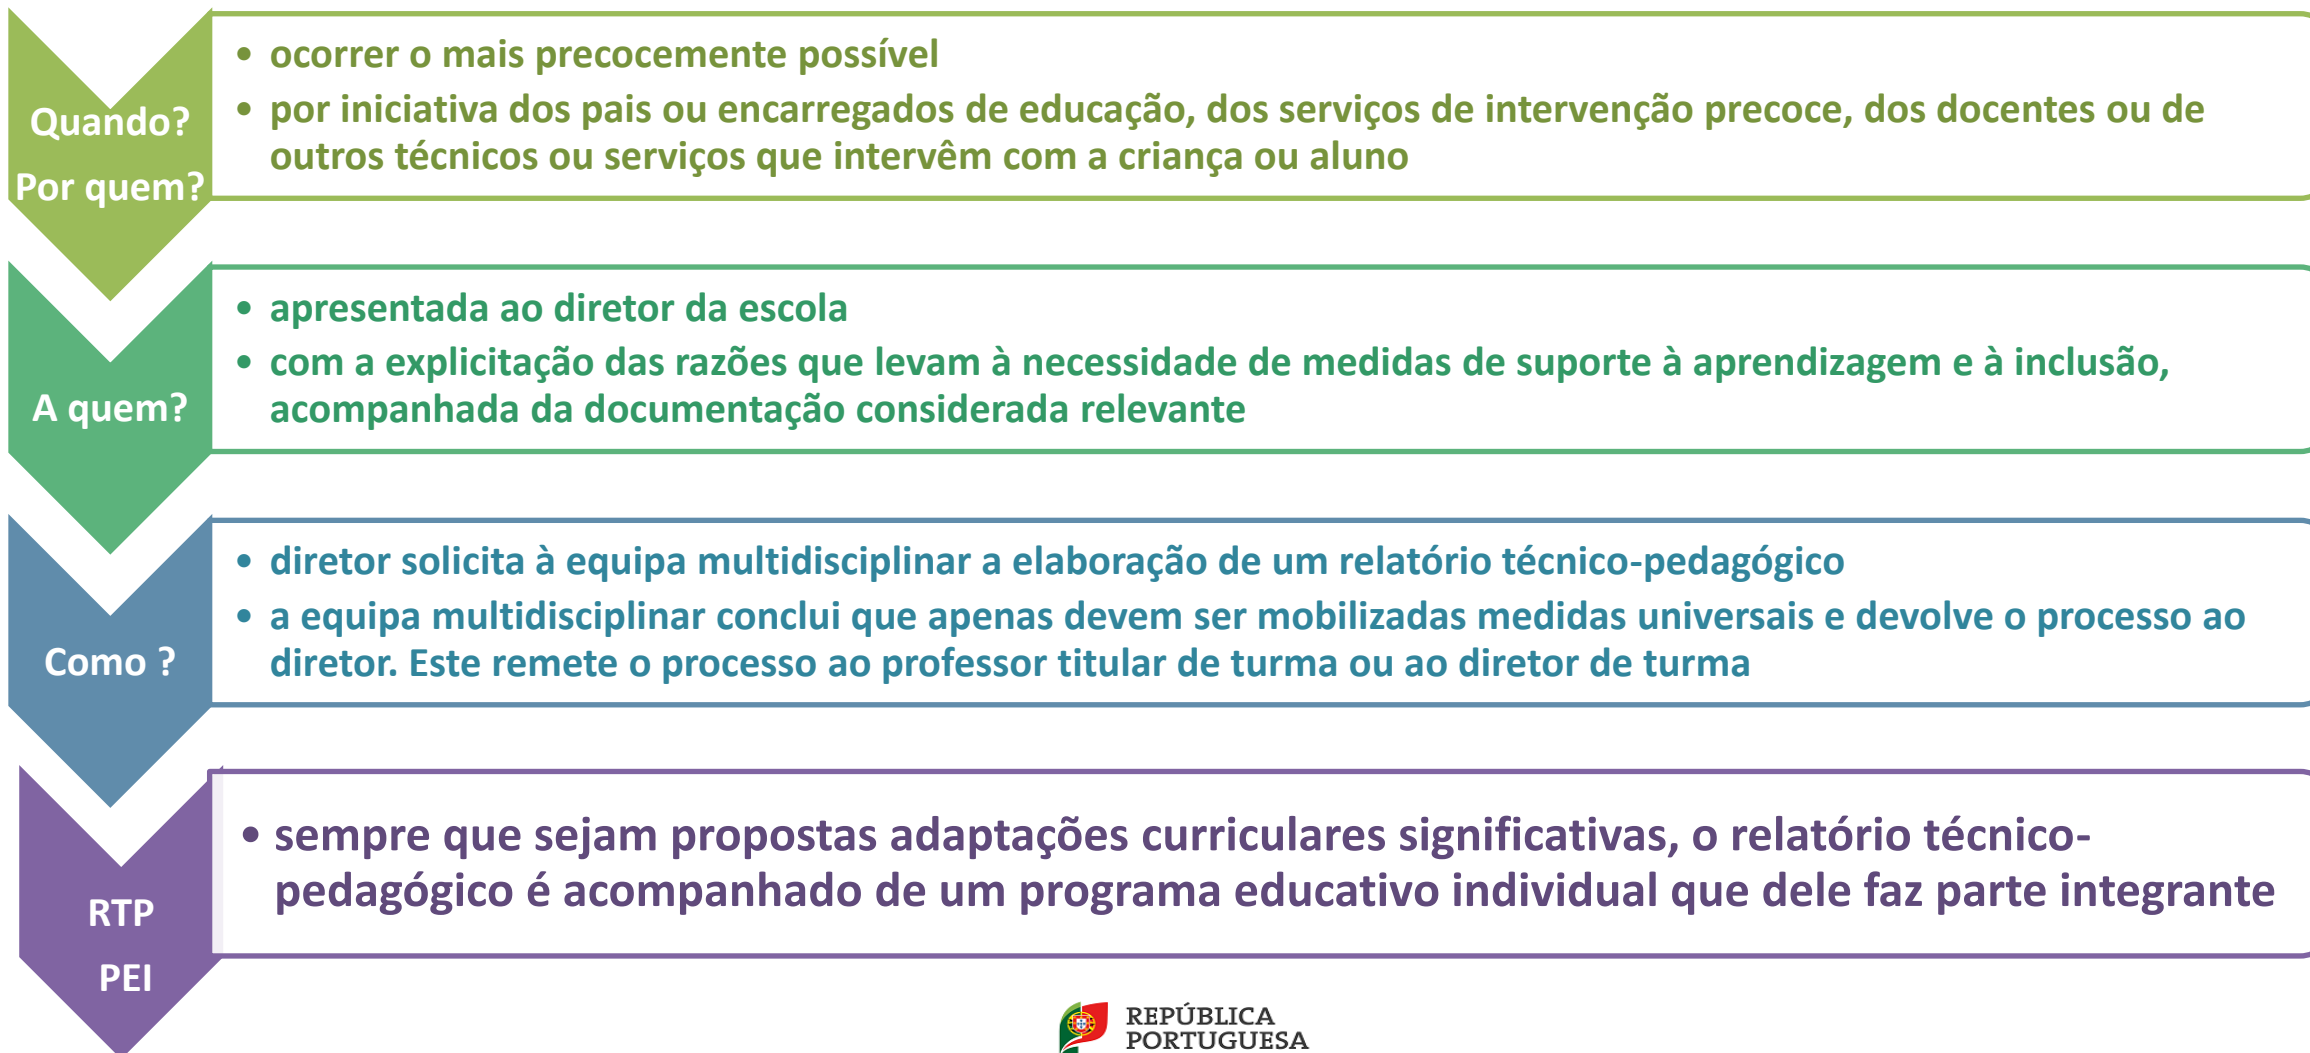 Quando?
Por quem?
• ocorrer o mais precocemente possível
• por iniciativa dos pais ou encarregados de educação, dos serviços de intervenção precoce, dos docentes ou de
outros técnicos ou serviços que intervêm com a criança ou aluno
A quem?
• apresentada ao diretor da escola
• com a explicitação das razões que levam à necessidade de medidas de suporte à aprendizagem e à inclusão,
acompanhada da documentação considerada relevante
Como ?
• diretor solicita à equipa multidisciplinar a elaboração de um relatório técnico-pedagógico
• a equipa multidisciplinar conclui que apenas devem ser mobilizadas medidas universais e devolve o processo ao
diretor. Este remete o processo ao professor titular de turma ou ao diretor de turma
RTP
PEI
• sempre que sejam propostas adaptações curriculares significativas, o relatório técnico-
pedagógico é acompanhado de um programa educativo individual que dele faz parte integrante
REPÚBLICA
PORTUGUESA